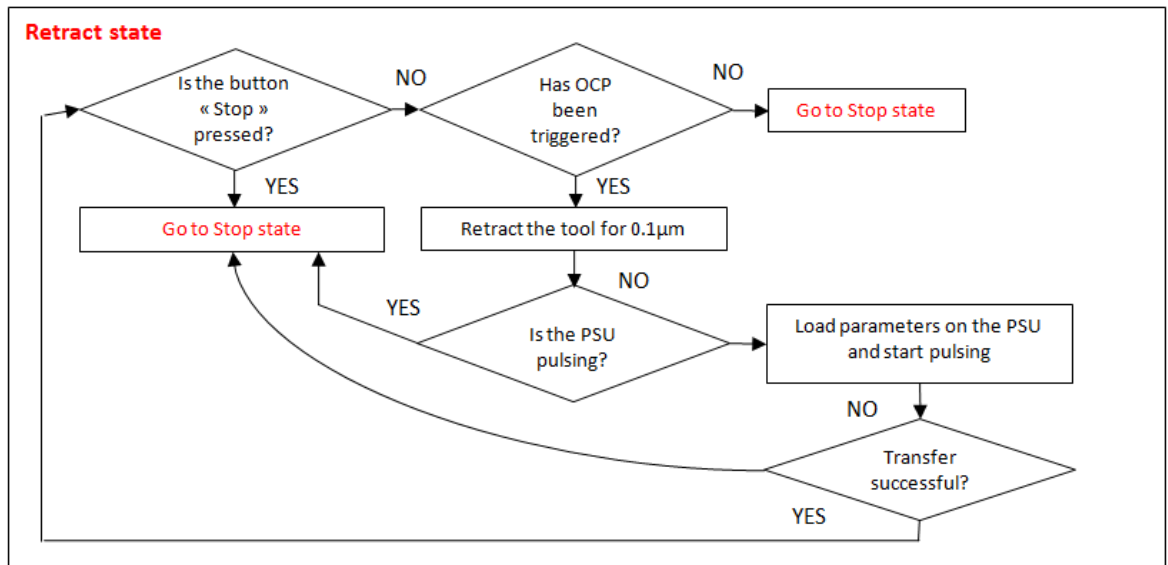 Retract state
Is the button
« Stop »
pressed?
NO
Has OCP
been
triggered?
NO
Go to Stop state
YES
YES
Go to Stop state
Retract the tool for 0.1µm
NO
YES
Is the PSU
pulsing?
Load parameters on the PSU
and start pulsing
NO
Transfer
successful?
YES